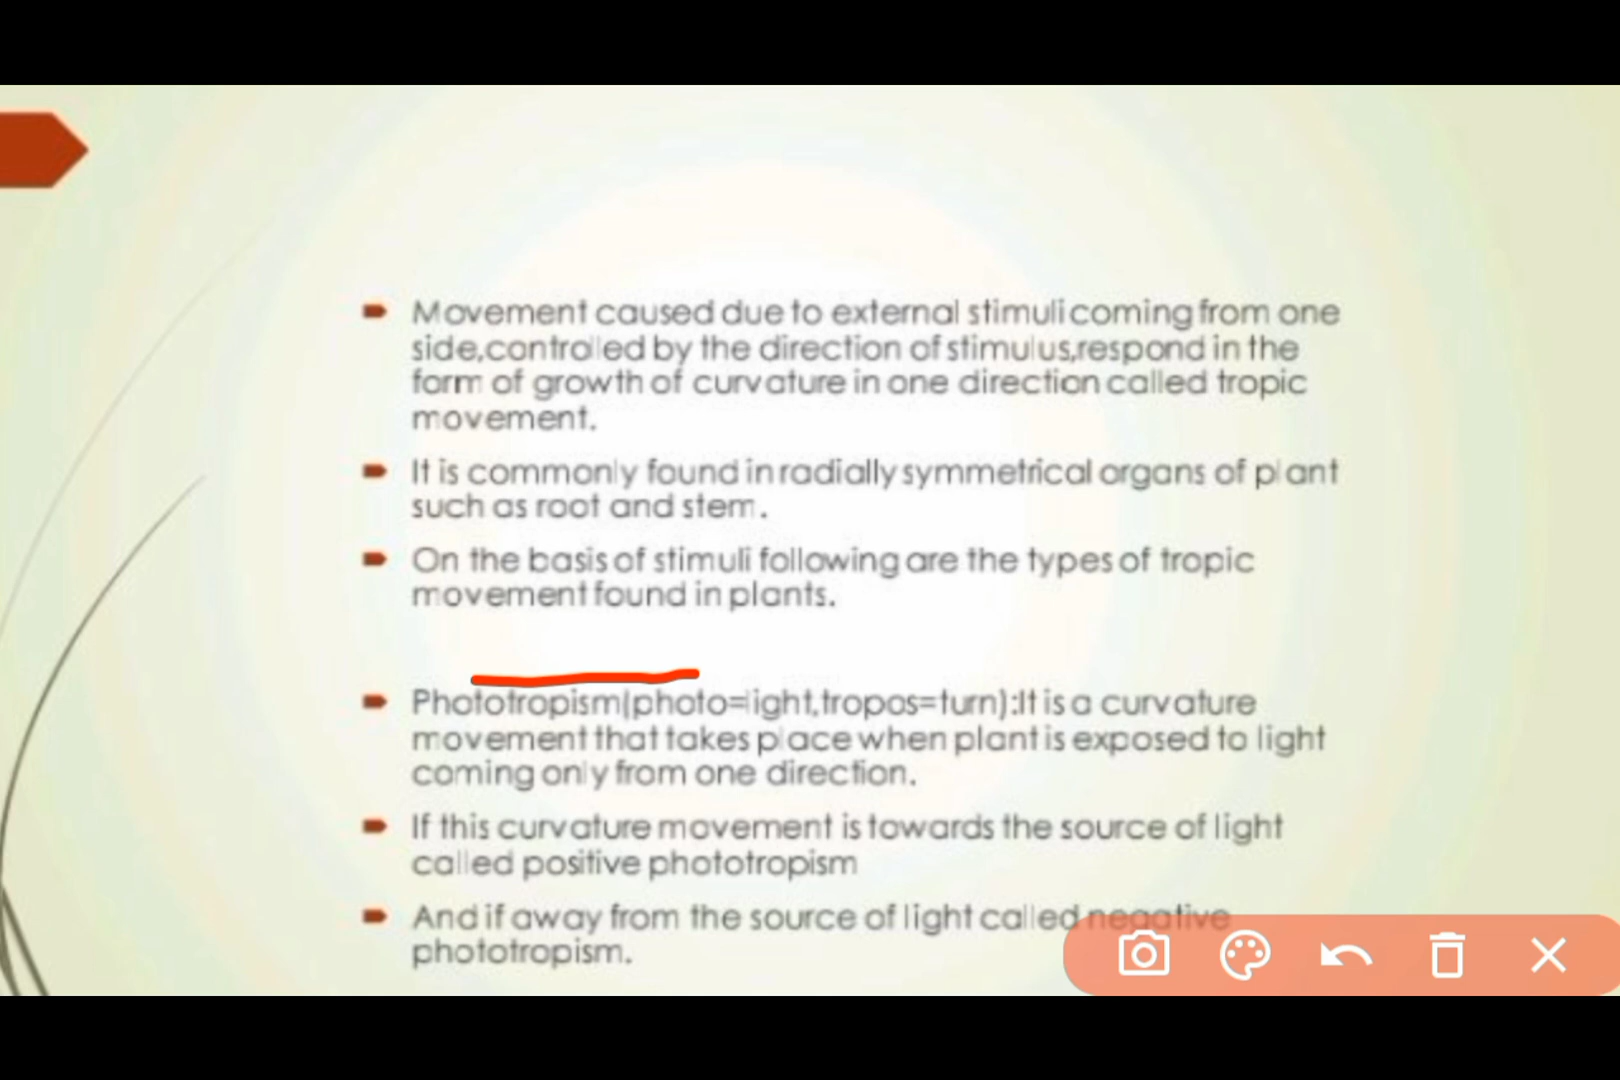 Movement caused due to external stimuli coming from one
side,controlled by the direction of stimulus,respond in the
form of growth of curvature in one direction called tropic
movement.
It is commonly found in radially symmetrical organs of plant
such as root and stem.
On the basis of stimuli following are the types of tropic
movement found in plants.
Phototropism(photo=light,tropos=turn):It is a curvature
movement that takes place when plant is exposed to light
coming only from one direction.
If this curvature movement is towards the source of light
called positive phototropism
And if away from the source of light called negative
phototropism.